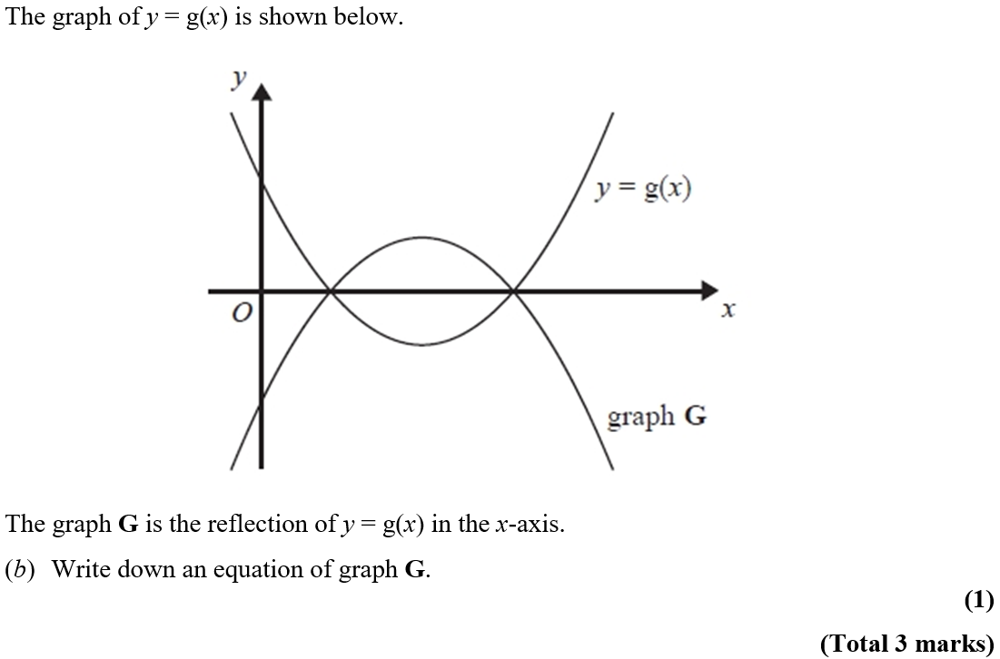 The graph of y = g(x) is shown below.
y
y = g(x)
O
x
graph G
The graph G is the reflection of y = g(x) in the x-axis.
(b) Write down an equation of graph G.
(1)
(Total 3 marks)